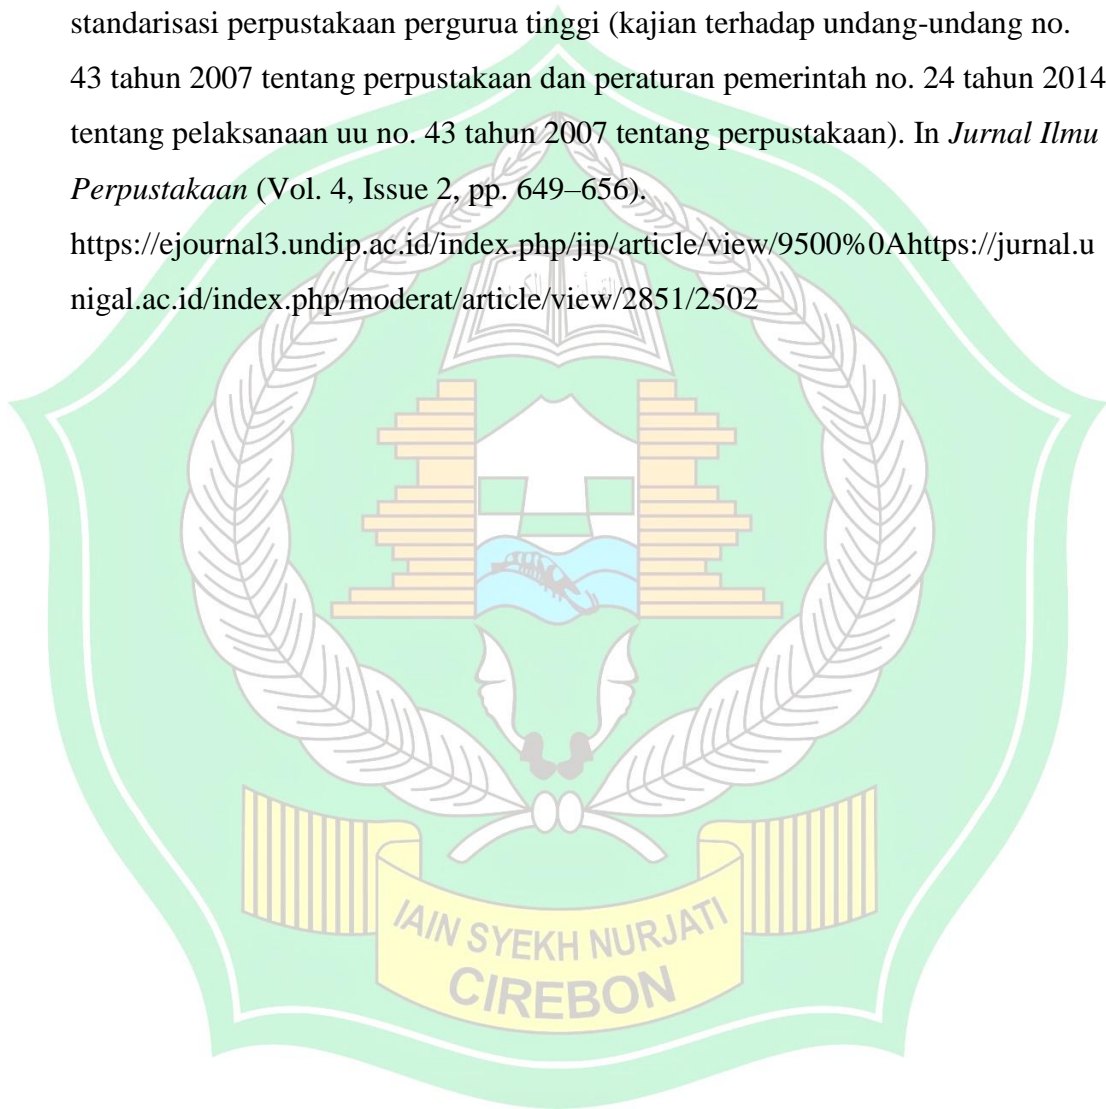 standarisasi perpustakaan pergurua tinggi (kajian terhadap undang-undang no.
43 tahun 2007 tentang perpustakaan dan peraturan pemerintah no. 24 tahun 2014
tentang pelaksanaan uu no. 43 tahun 2007 tentang perpustakaan). In Jurnal Ilmu
Perpustakaan (Vol. 4, Issue 2, pp. 649–656).
https://ejournal3.undip.ac.id/index.php/jip/article/view/9500%0Ahttps://jurnal.u
nigal.ac.id/index.php/moderat/article/view/2851/2502
IAIN SYEKH NURJATI
CIREBON